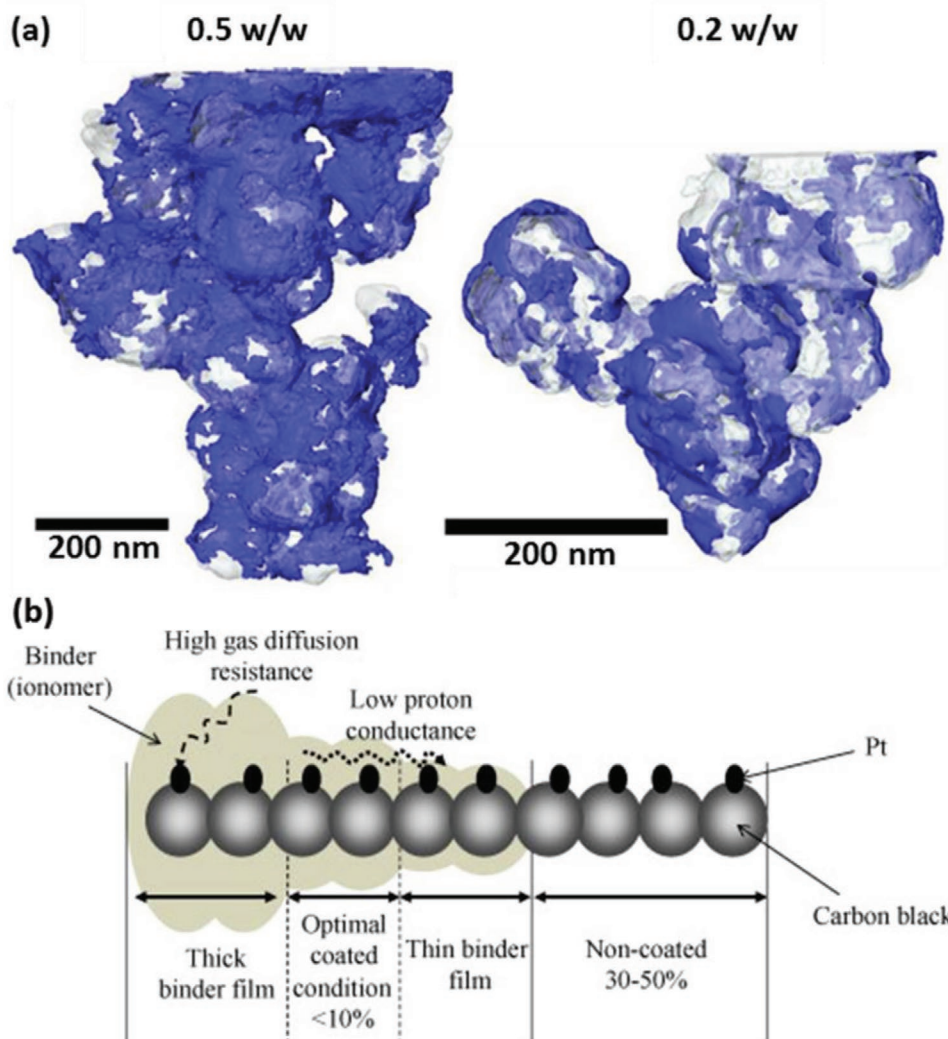 (a)
0.5 w/w
0.2 w/w
200 nm
200 nm
(b)
Binder
(ionomer)
High gas diffusion
resistance
Low proton
conductance
Pt
Carbon black
Thick
binder film
Optimal
coated
condition
<10%
Thin binder
film
Non-coated
30-50%